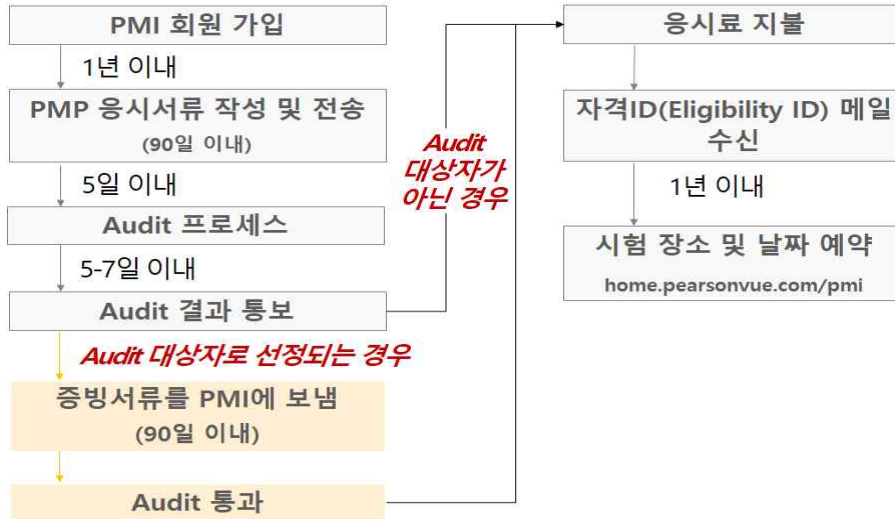 PMI 회원 가입
1년 이내
PMP 응시서류 작성 및 전송
(90일 이내)
5일 이내
Audit 프로세스
5-7일 이내
Audit 결과 통보
Audit 대상자로 선정되는 경우
증빙서류를 PMI에 보냄
(90일 이내)
Audit 통과
Audit
대상자가
아닌 경우
응시료 지불
자격ID(Eligibility ID) 메일
수신
1년 이내
시험 장소 및 날짜 예약
home.pearsonvue.com/pmi